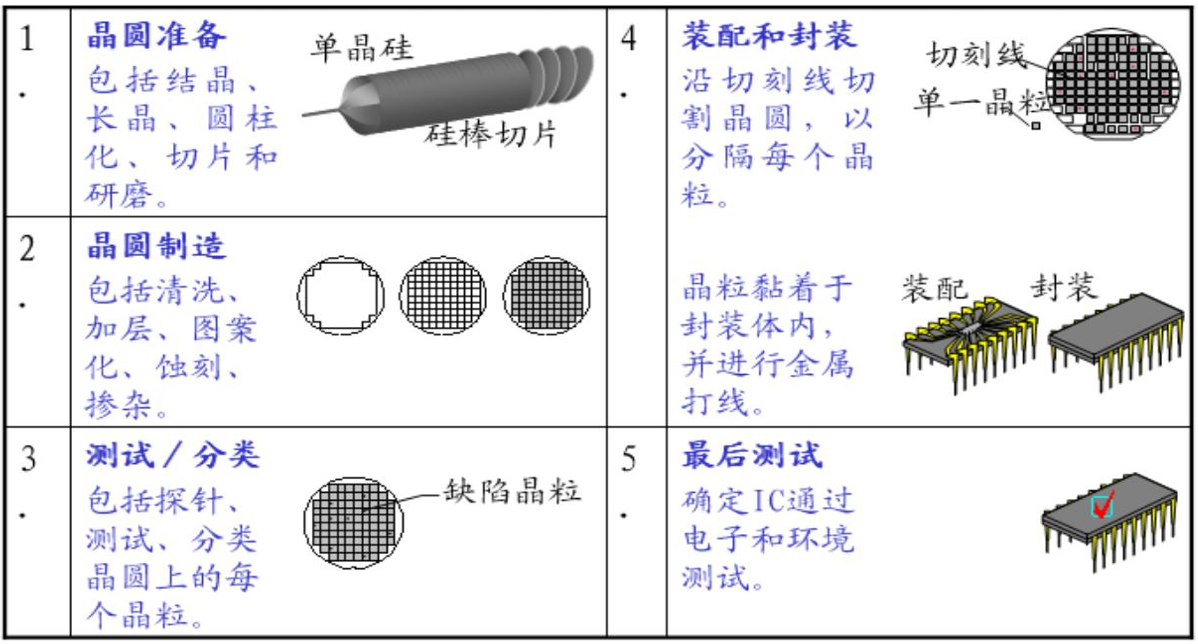 1
.
晶圆准备
包括结晶、
长晶、圆柱
化、切片和
研磨。
单晶硅
硅棒切片
2
.
晶圆制造
包括清洗、
加层、图案
化、蚀刻、
掺杂。
3
.
测试／分类
包括探针、
测试、分类
晶圆上的每
个晶粒。
缺陷晶粒
4
.
装配和封装
沿切刻线切
割晶圆，以
分隔每个晶
粒。
切刻线
单一晶粒
晶粒黏着于
封装体内，
并进行金属
打线。
装配
封装
5
.
最后测试
确定IC通过
电子和环境
测试。